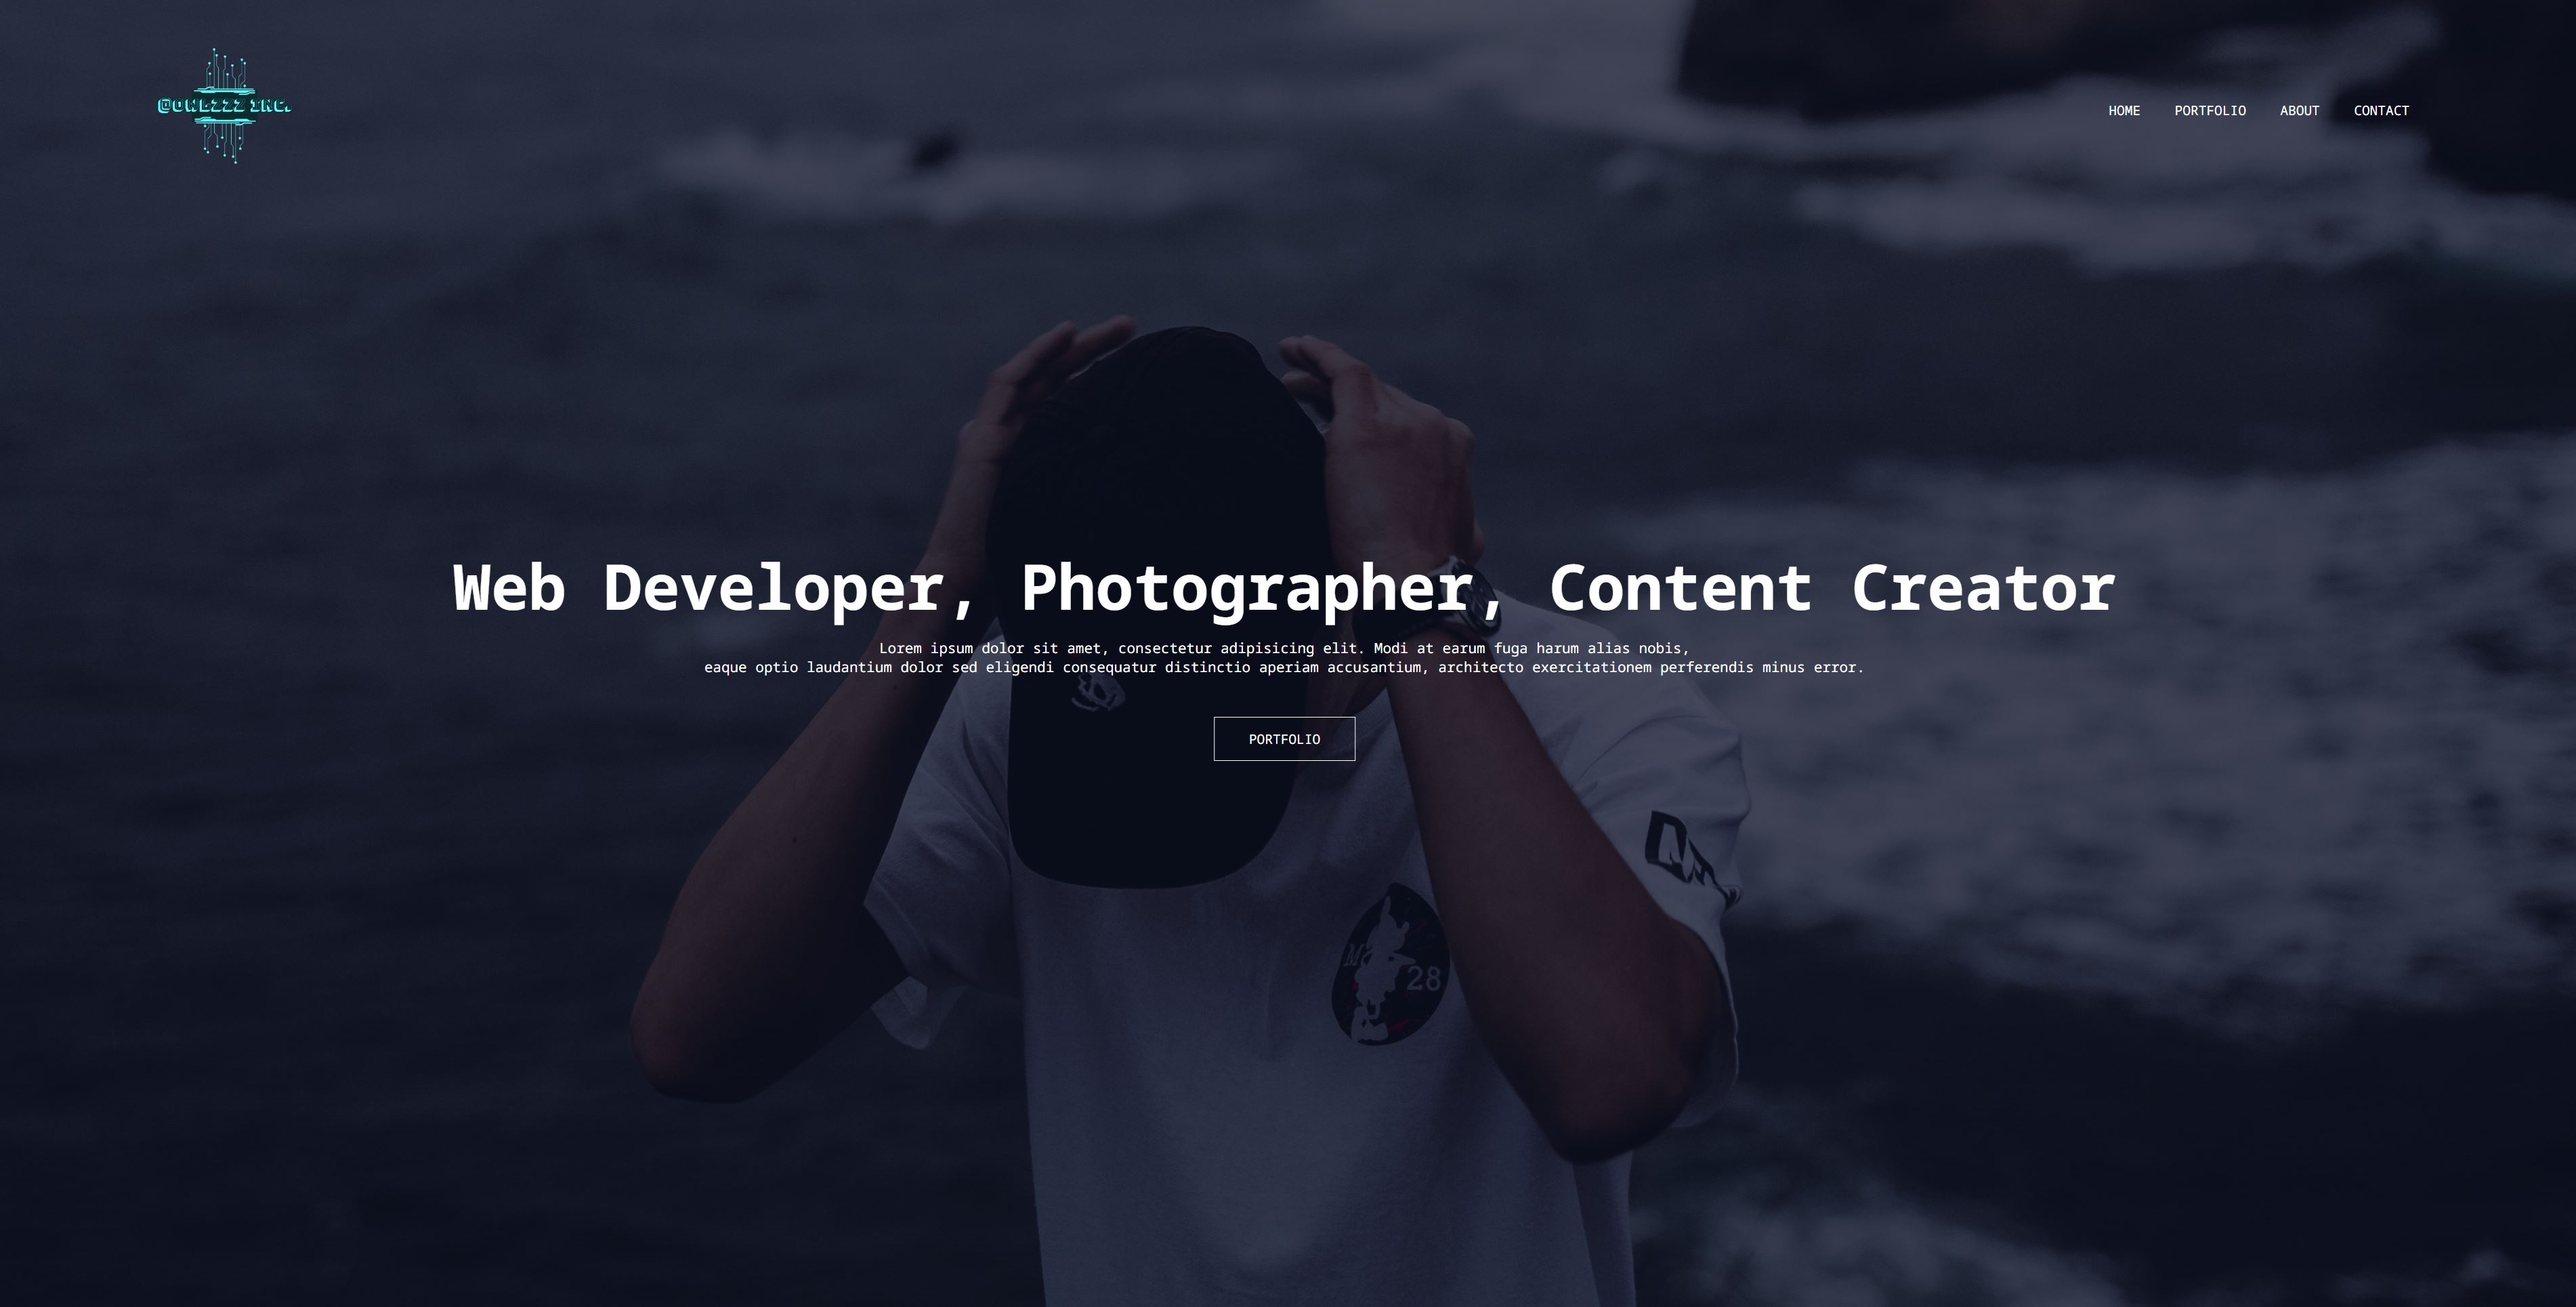 @OWLZZZ INC.
HOME PORTFOLIO ABOUT CONTACT
Web Developer, Photographer, Content Creator
Lorem ipsum dolor sit amet, consectetur adipisicing elit. Modi at earum fuga harum alias nobis,
eaque optio laudantium dolor sed eligendi consequatur distinctio aperiam accusantium, architecto exercitationem perferendis minus error.
PORTFOLIO
28